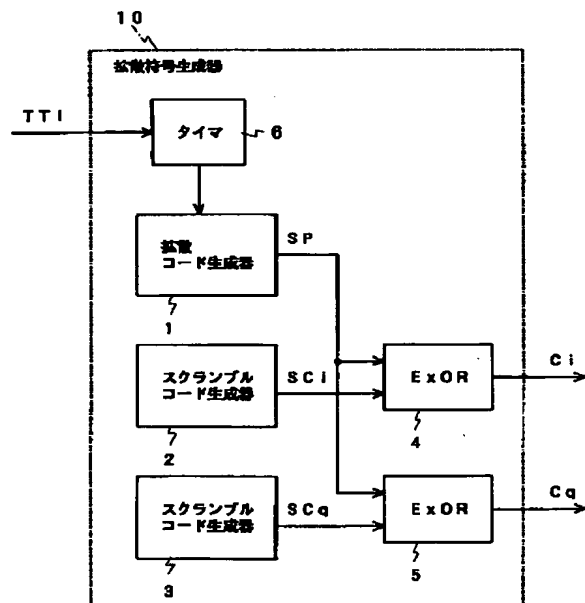 10
拡散符号生成器
TTI
タイマ
6
拡散
コード生成器
SP
1
スクランブル
コード生成器
SCi
ExOR
Ci
2
4
スクランブル
コード生成器
SCq
ExOR
Cq
3
5